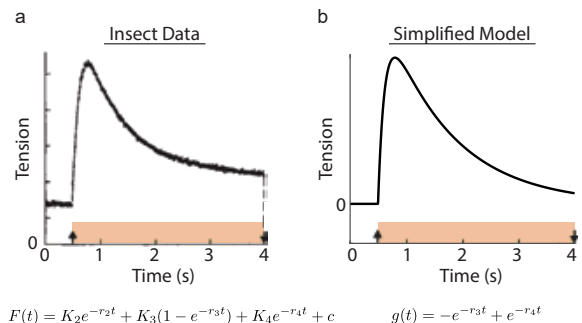 a
Insect Data
Tension
0
0 1 2 3 4
Time (s)
F(t) = K₂e^{-r₂t} + K₃(1 − e^{-r₃t}) + K₄e^{-r₄t} + c
b
Simplified Model
Tension
0
0 1 2 3 4
Time (s)
g(t) = −e^{-r₃t} + e^{-r₄t}